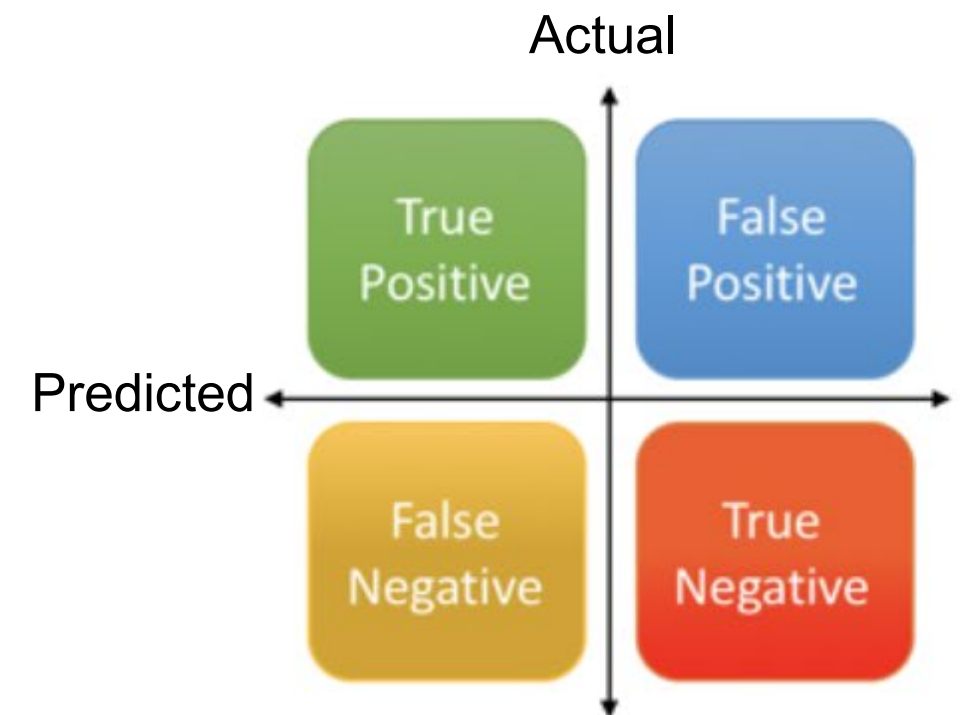 Actual
True
Positive
False
Positive
Predicted
False
Negative
True
Negative